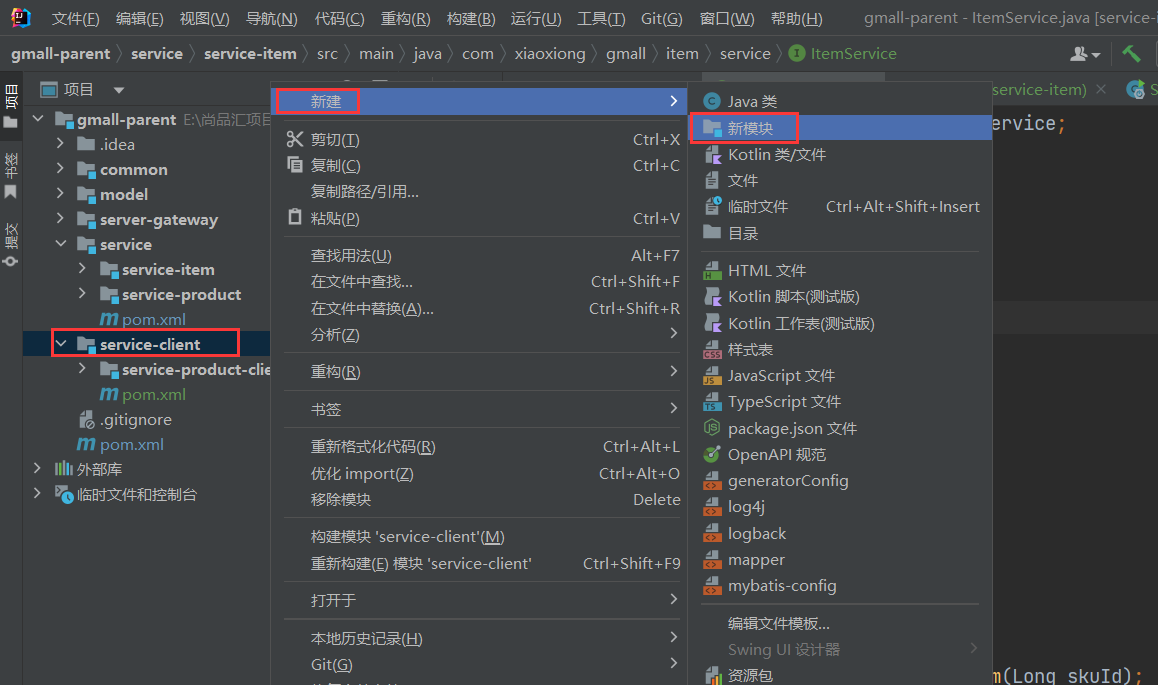 文件(F) 编辑(E) 视图(V) 导航(N) 代码(C) 重构(R) 构建(B) 运行(U) 工具(T) Git(G) 窗口(W) 帮助(H) gmall-parent - ItemService.java [service-
gmall-parent service service-item src main java com xiaoxiong gmall item service ItemService
项目
书签
提交
项目
gmall-parent E:\尚品汇项目
.idea
common
model
server-gateway
service
service-item
service-product
pom.xml
service-client
service-product-clie
pom.xml
.gitignore
pom.xml
外部库
临时文件和控制台
新建
剪切(T) Ctrl+X
复制(C) Ctrl+C
复制路径/引用...
粘贴(P) Ctrl+V
查找用法(U) Alt+F7
在文件中查找... Ctrl+Shift+F
在文件中替换(A)... Ctrl+Shift+R
分析(Z)
重构(R)
书签
重新格式化代码(R) Ctrl+Alt+L
优化 import(Z) Ctrl+Alt+O
移除模块 Delete
构建模块 'service-client'(M)
重新构建(E) 模块 'service-client' Ctrl+Shift+F9
打开于
本地历史记录(H)
Git(G)
Java 类
新模块
Kotlin 类/文件
文件
临时文件 Ctrl+Alt+Shift+Insert
目录
HTML 文件
Kotlin 脚本(测试版)
Kotlin 工作表(测试版)
样式表
JavaScript 文件
TypeScript 文件
package.json 文件
OpenAPI 规范
generatorConfig
log4j
logback
mapper
mybatis-config
编辑文件模板...
Swing UI 设计器
资源包
service-item)
ervice;
m(Long skuId);